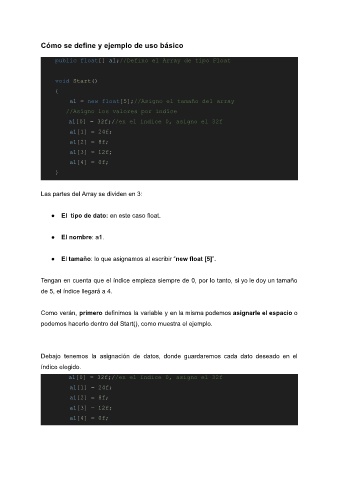 Cómo se define y ejemplo de uso básico
public float[] a1;//Defino el Array de tipo Float
void Start()
{
a1 = new float[5];//Asigno el tamaño del array
//Asigno los valores por indice
a1[0] = 32f;//es el indice 0, asigno el 32f
a1[1] = 24f;
a1[2] = 8f;
a1[3] = 12f;
a1[4] = 0f;
}
Las partes del Array se dividen en 3:
● El tipo de dato: en este caso float.
● El nombre: a1.
● El tamaño: lo que asignamos al escribir "new float [5]".
Tengan en cuenta que el índice empieza siempre de 0, por lo tanto, si yo le doy un tamaño
de 5, el índice llegará a 4.
Como verán, primero definimos la variable y en la misma podemos asignarle el espacio o
podemos hacerlo dentro del Start(), como muestra el ejemplo.
Debajo tenemos la asignación de datos, donde guardaremos cada dato deseado en el
índice elegido.
a1[0] = 32f;//es el indice 0, asigno el 32f
a1[1] = 24f;
a1[2] = 8f;
a1[3] = 12f;
a1[4] = 0f;